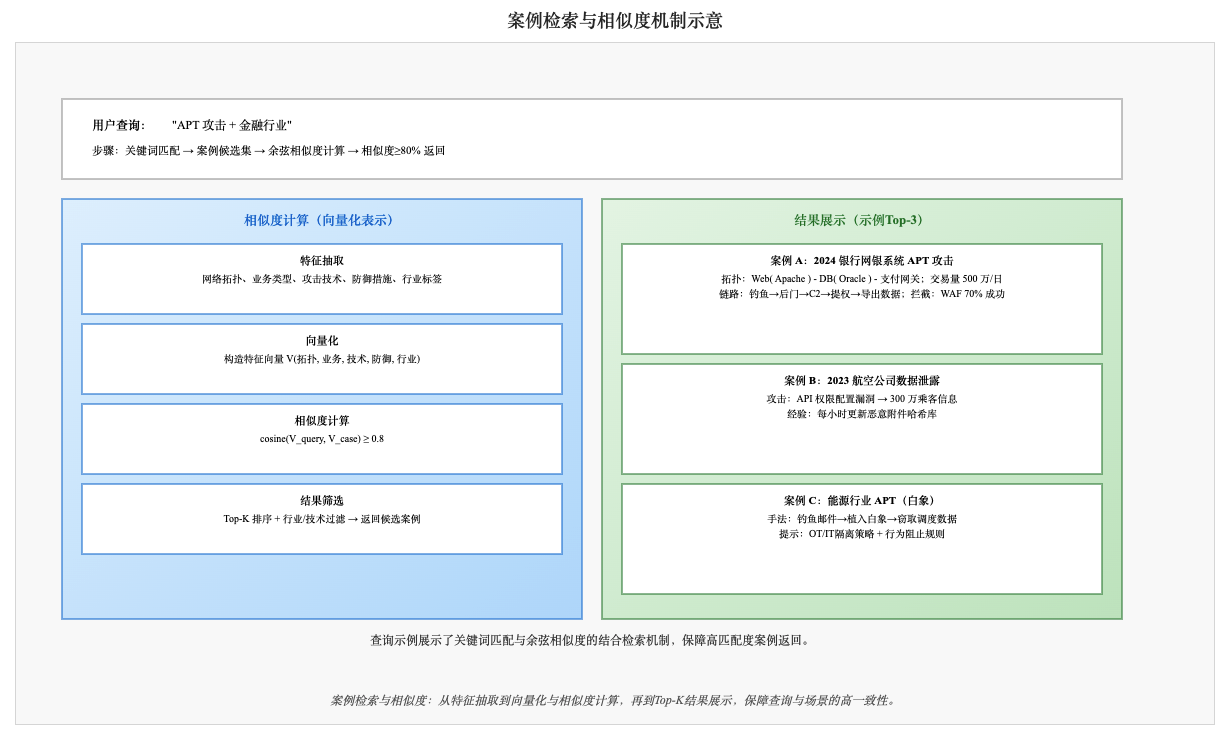 案例检索与相似度机制示意
用户查询： "APT 攻击 + 金融行业"
步骤：关键词匹配 → 案例候选集 → 余弦相似度计算 → 相似度≥80% 返回
相似度计算（向量化表示）
特征抽取
网络拓扑、业务类型、攻击技术、防御措施、行业标签
向量化
构造特征向量 V(拓扑, 业务, 技术, 防御, 行业)
相似度计算
cosine(V_query, V_case) ≥ 0.8
结果筛选
Top-K 排序 + 行业/技术过滤 → 返回候选案例
结果展示（示例Top-3）
案例 A：2024 银行网银系统 APT 攻击
拓扑：Web( Apache ) - DB( Oracle ) - 支付网关；交易量 500 万/日
链路：钓鱼→后门→C2→提权→导出数据；拦截：WAF 70% 成功
案例 B：2023 航空公司数据泄露
攻击：API 权限配置漏洞 → 300 万乘客信息
经验：每小时更新恶意附件哈希库
案例 C：能源行业 APT（白象）
手法：钓鱼邮件→植入白象→窃取调度数据
提示：OT/IT隔离策略 + 行为阻止规则
查询示例展示了关键词匹配与余弦相似度的结合检索机制，保障高匹配度案例返回。
案例检索与相似度：从特征抽取到向量化与相似度计算，再到Top-K结果展示，保障查询与场景的高一致性。